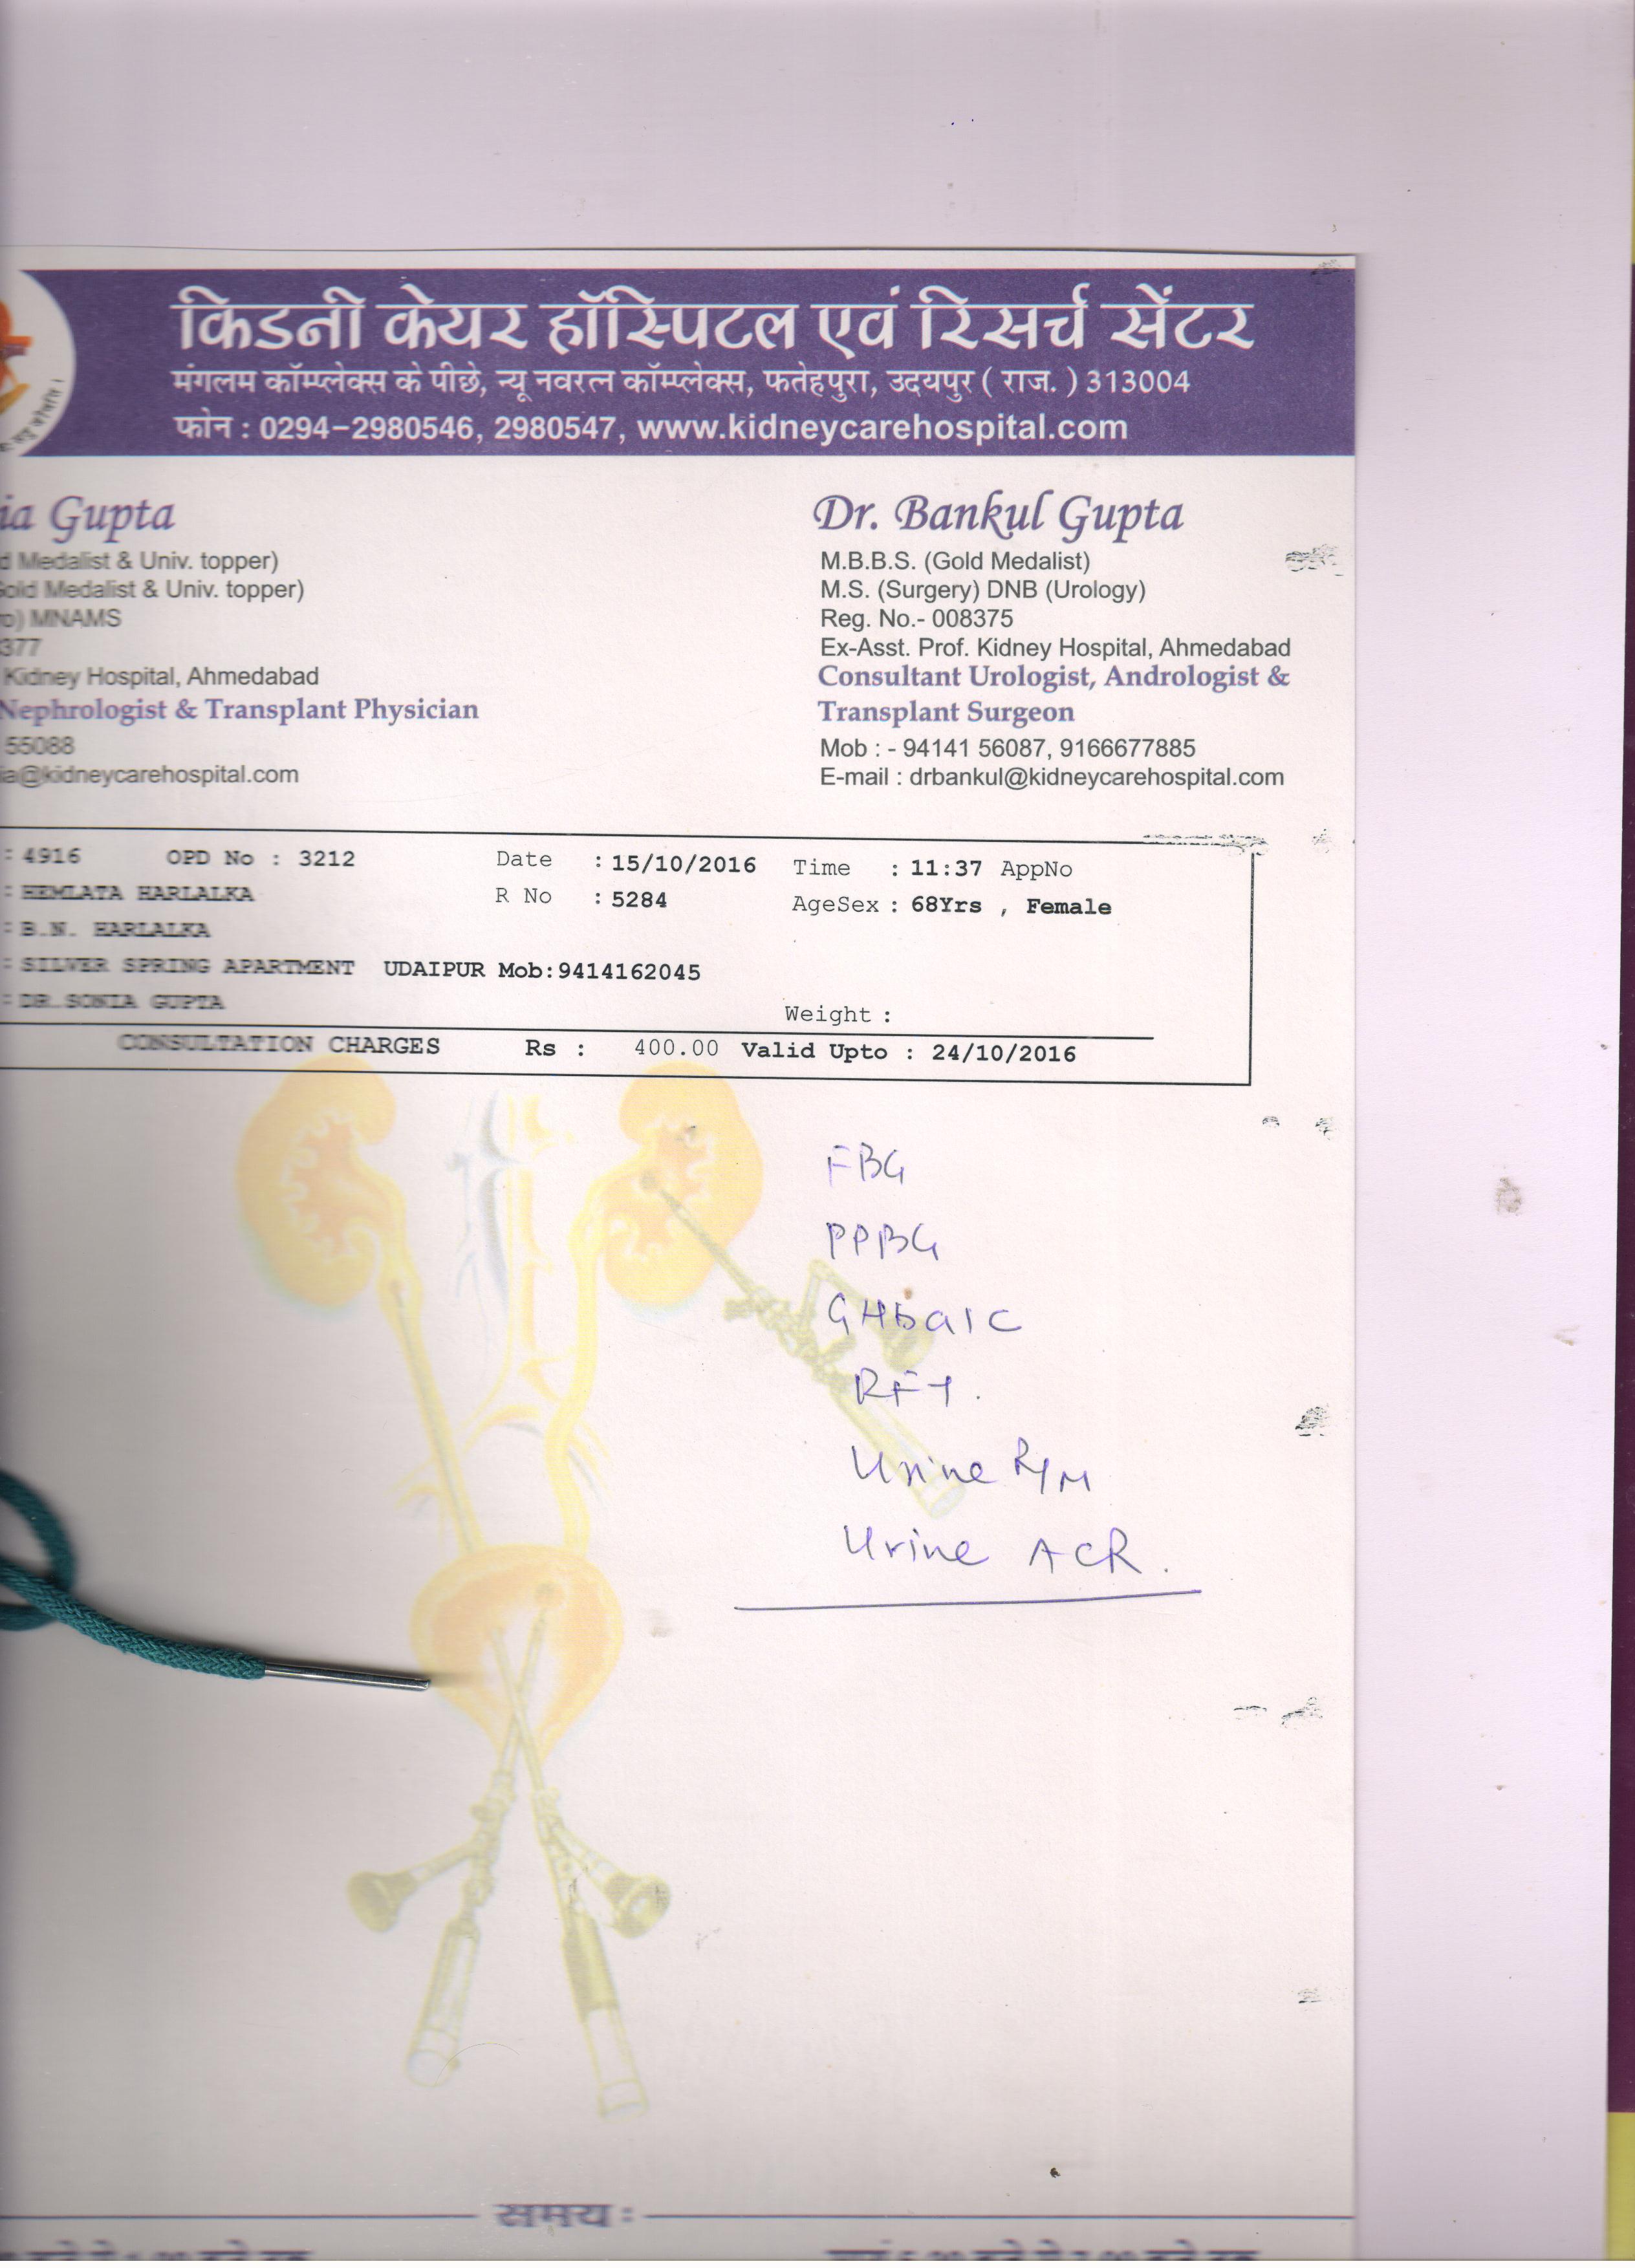 किडनी केयर हॉस्पिटल एवं रिसर्च सेंटर
मंगलम कॉम्प्लेक्स के पीछे, न्यू नवरत्न कॉम्प्लेक्स, फतेहपुरा, उदयपुर ( राज. ) 313004
फोन : 0294-2980546, 2980547, www.kidneycarehospital.com
ia Gupta
d Medalist & Univ. topper)
Gold Medalist & Univ. topper)
o) MNAMS
377
Kidney Hospital, Ahmedabad
Nephrologist & Transplant Physician
55088
ia@kidneycarehospital.com
Dr. Bankul Gupta
M.B.B.S. (Gold Medalist)
M.S. (Surgery) DNB (Urology)
Reg. No.- 008375
Ex-Asst. Prof. Kidney Hospital, Ahmedabad
Consultant Urologist, Andrologist &
Transplant Surgeon
Mob : - 94141 56087, 9166677885
E-mail : drbankul@kidneycarehospital.com
: 4916 OPD No : 3212 Date : 15/10/2016 Time : 11:37 AppNo
: HEMLATA HARLALKA R No : 5284 AgeSex : 68Yrs , Female
: B.N. HARLALKA
: SILVER SPRING APARTMENT UDAIPUR Mob:9414162045
: DR.SONIA GUPTA Weight :
CONSULTATION CHARGES Rs : 400.00 Valid Upto : 24/10/2016
FBG
PPBG
GHbA1C
RFT.
Urine R/M
Urine ACR.
समय :